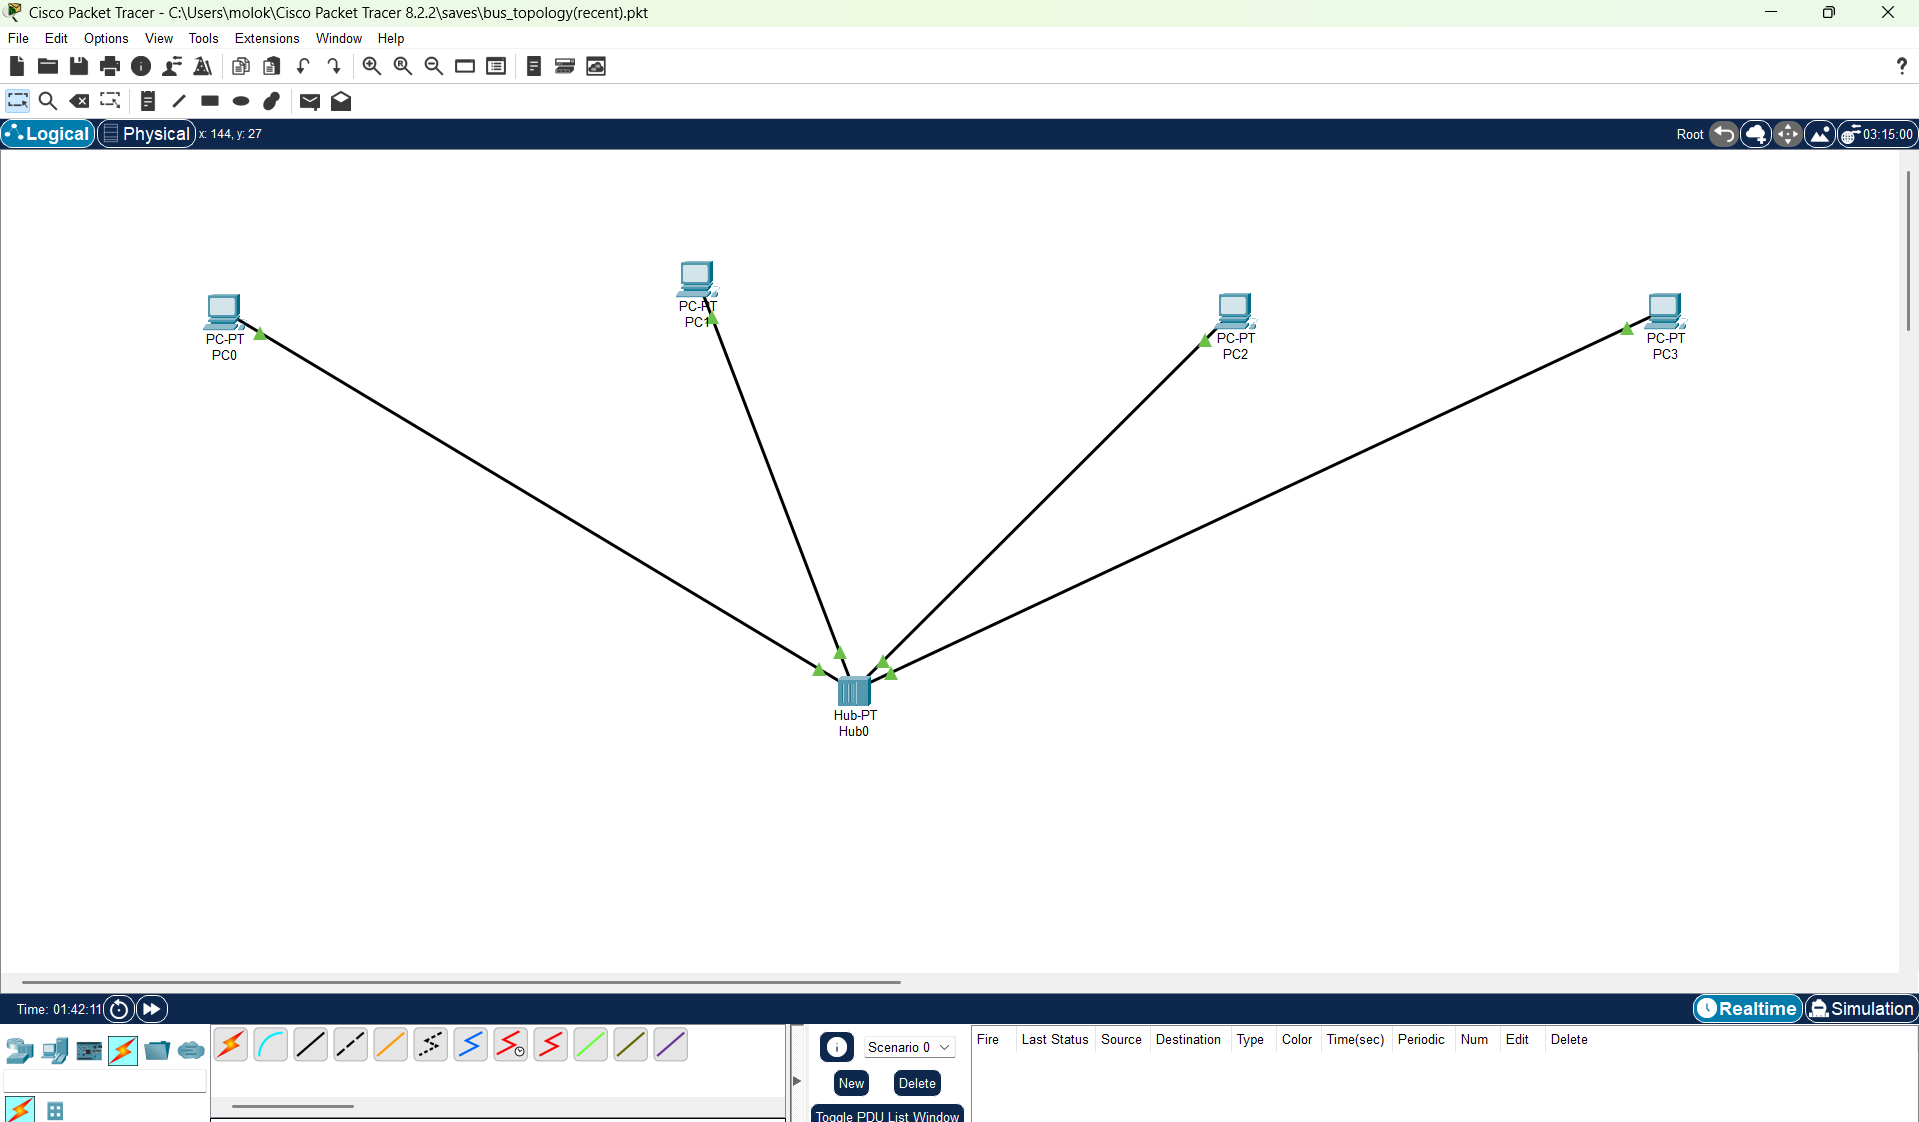 Cisco Packet Tracer - C:\Users\molok\Cisco Packet Tracer 8.2.2\saves\bus_topology(recent).pkt
File Edit Options View Tools Extensions Window Help
?
Logical Physical x: 144, y: 27 Root 03:15:00
PC-PT
PC0
PC-PT
PC1
PC-PT
PC2
PC-PT
PC3
Hub-PT
Hub0
Time: 01:42:11 Realtime Simulation
Scenario 0
New Delete
Toggle PDU List Window
Fire Last Status Source Destination Type Color Time(sec) Periodic Num Edit Delete